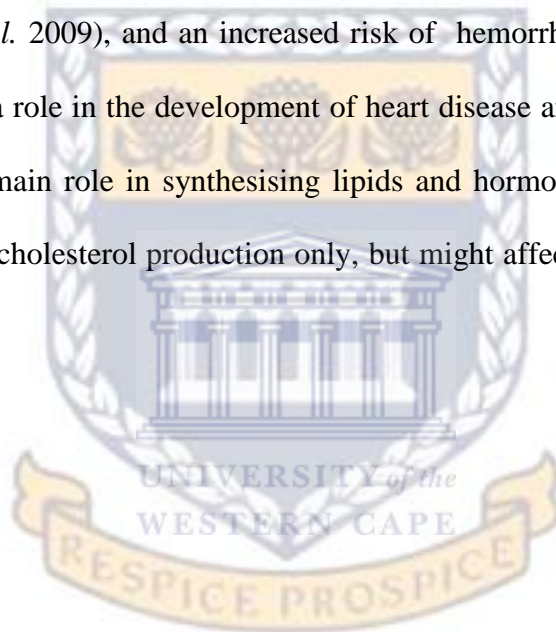 l. 2009), and an increased risk of hemorrh
a role in the development of heart disease a
main role in synthesising lipids and hormo
cholesterol production only, but might affec
UNIVERSITY of the
WESTERN CAPE
RESPICE PROSPICE